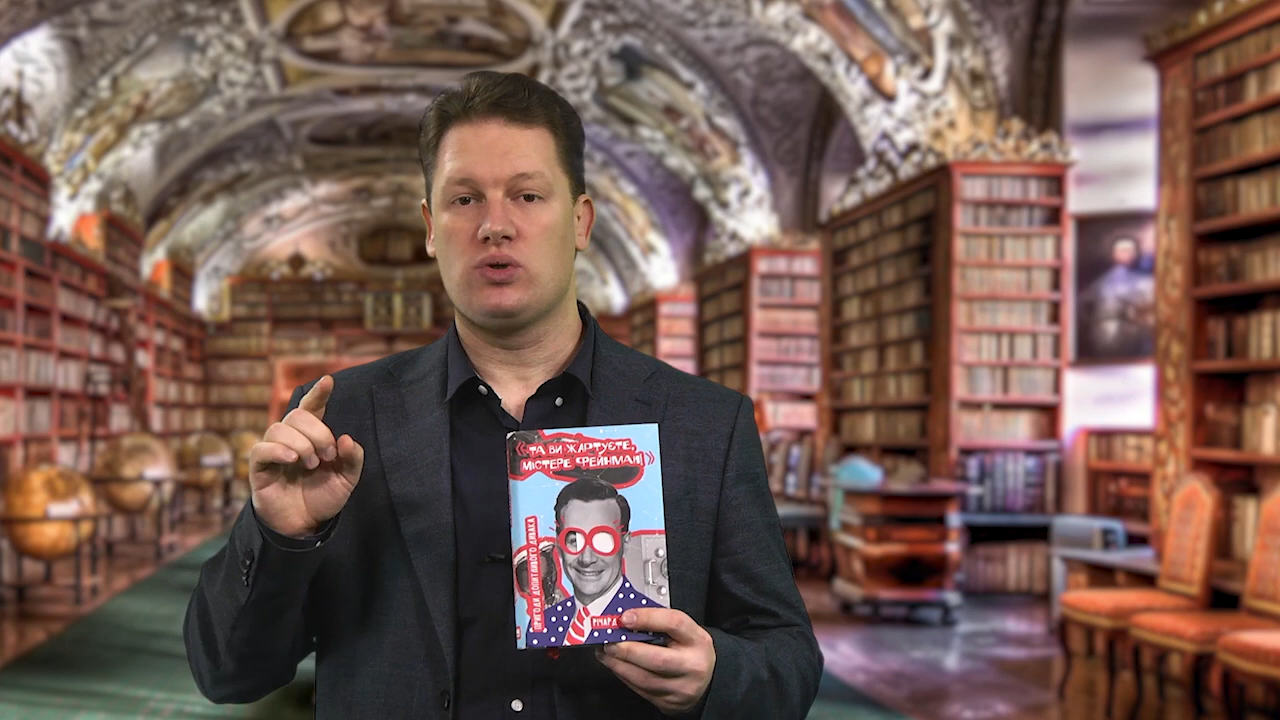 «ТА ВИ ЖАРТУЄТЕ,
МІСТЕРЕ ФЕЙНМАН!»
ПРИГОДИ ДОПИТЛИВОГО ДИВАКА
РІЧАРД